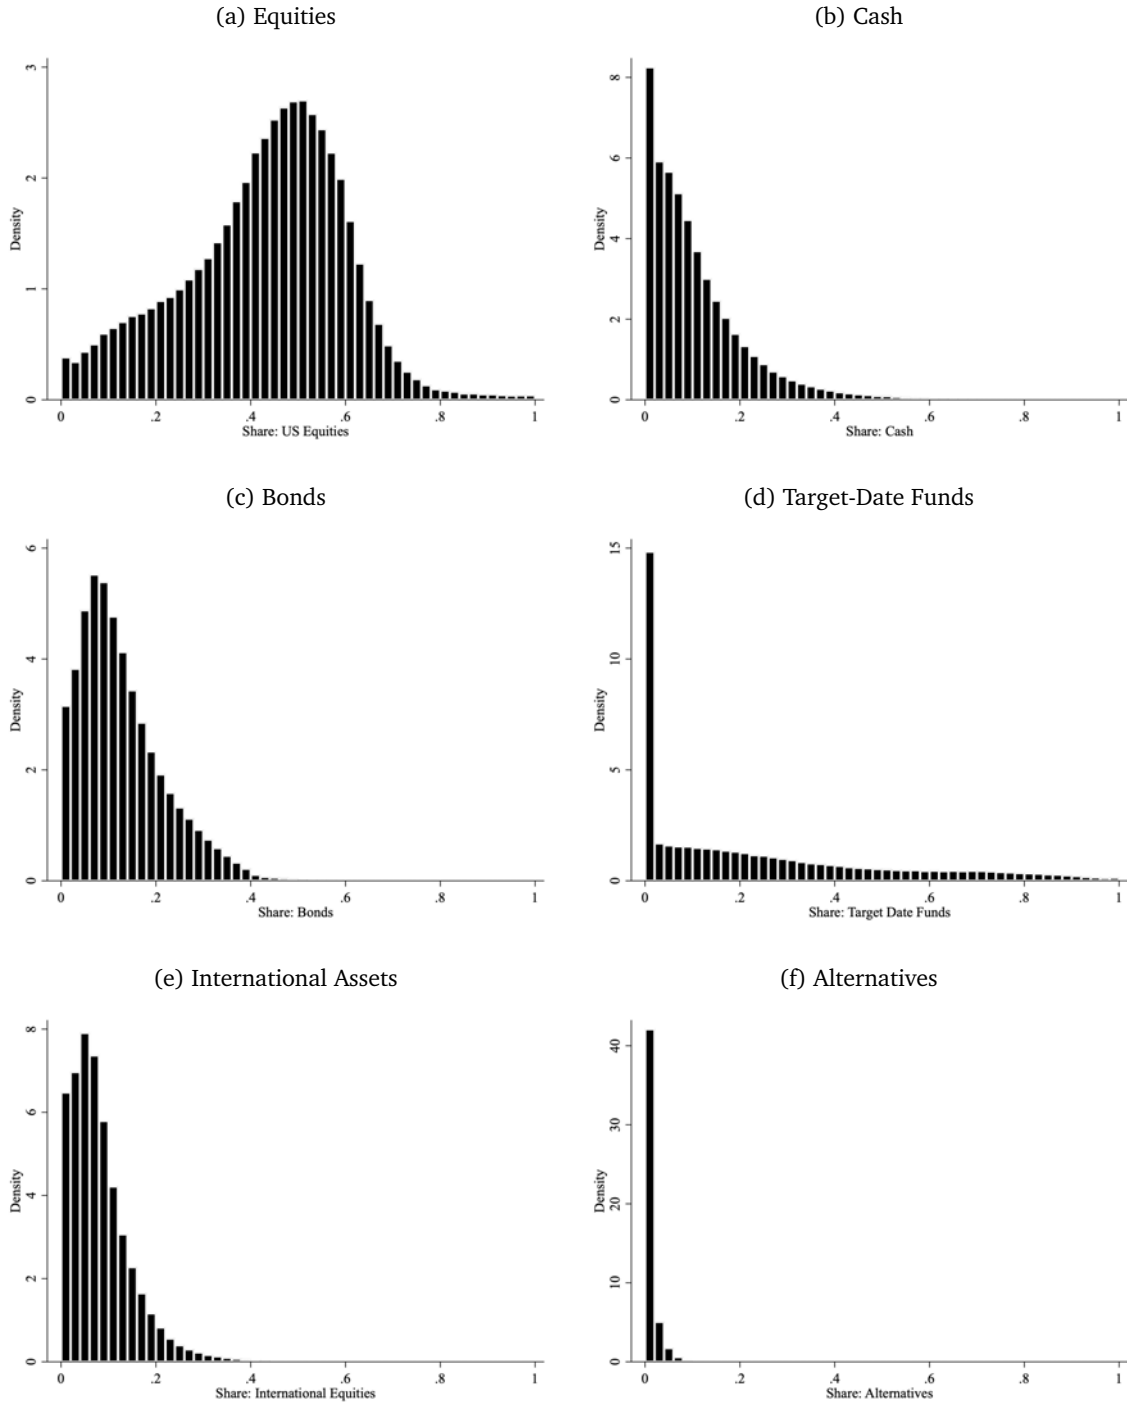 (a) Equities
3
2
1
0
Density
0 .2 .4 .6 .8 1
Share: US Equities
(b) Cash
8
6
4
2
0
Density
0 .2 .4 .6 .8 1
Share: Cash
(c) Bonds
6
4
2
0
Density
0 .2 .4 .6 .8 1
Share: Bonds
(d) Target-Date Funds
15
10
5
0
Density
0 .2 .4 .6 .8 1
Share: Target Date Funds
(e) International Assets
8
6
4
2
0
Density
0 .2 .4 .6 .8 1
Share: International Equities
(f) Alternatives
40
30
20
10
0
Density
0 .2 .4 .6 .8 1
Share: Alternatives